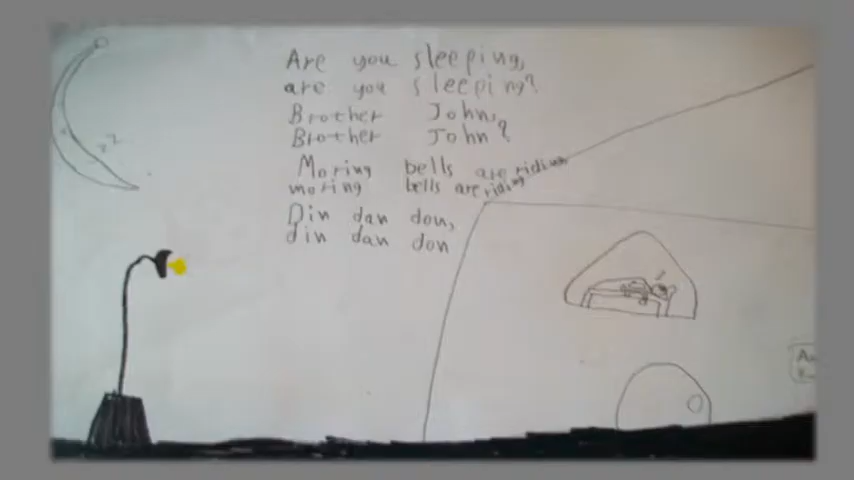 Are you sleeping,
are you sleeping?
Brother John,
Brother John?
Moring bells are riding
moring bells are riding
Din dan don,
din dan don
zz